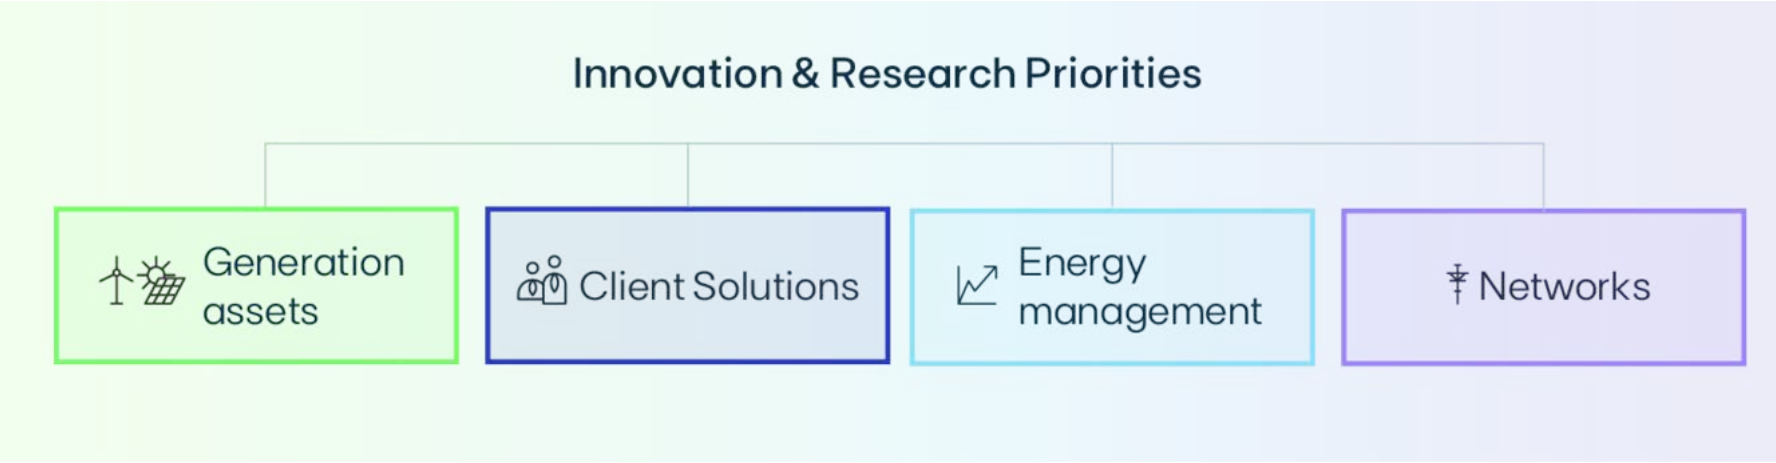 Innovation & Research Priorities
Generation
assets
Client Solutions
Energy
management
Networks